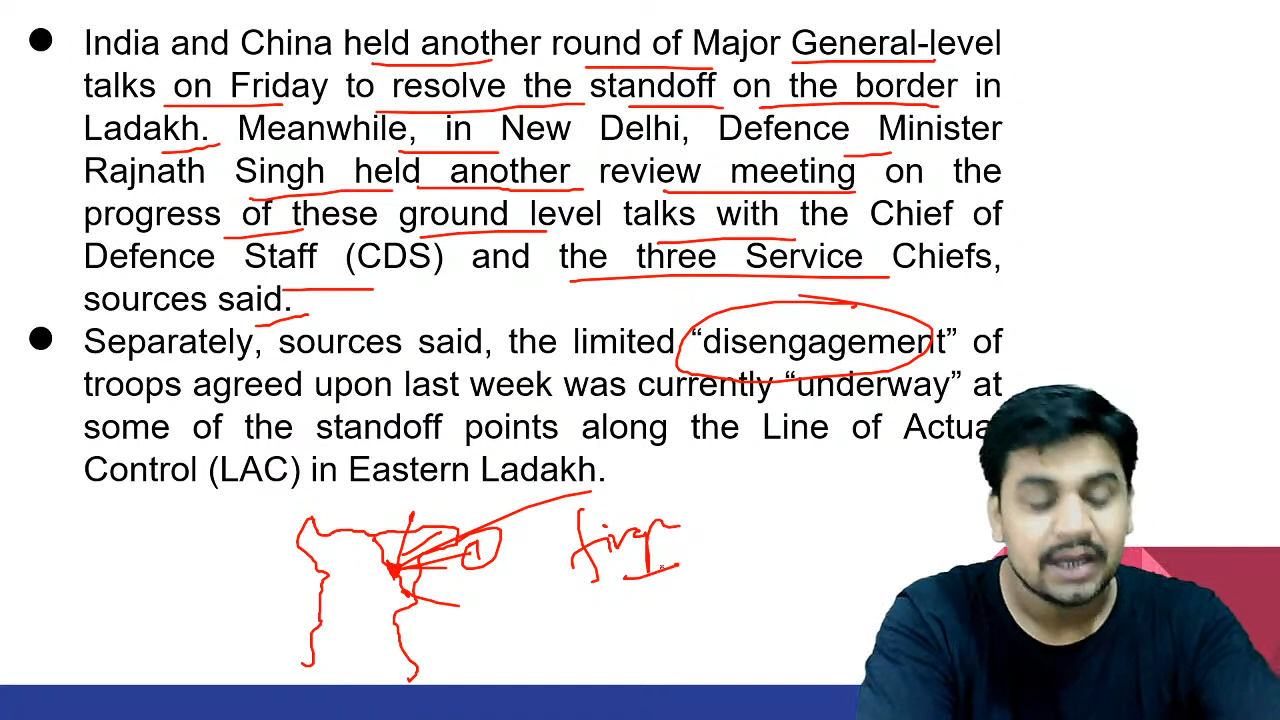 India and China held another round of Major General-level
talks on Friday to resolve the standoff on the border in
Ladakh. Meanwhile, in New Delhi, Defence Minister
Rajnath Singh held another review meeting on the
progress of these ground level talks with the Chief of
Defence Staff (CDS) and the three Service Chiefs,
sources said.
Separately, sources said, the limited “disengagement” of
troops agreed upon last week was currently “underway” at
some of the standoff points along the Line of Actua
Control (LAC) in Eastern Ladakh.